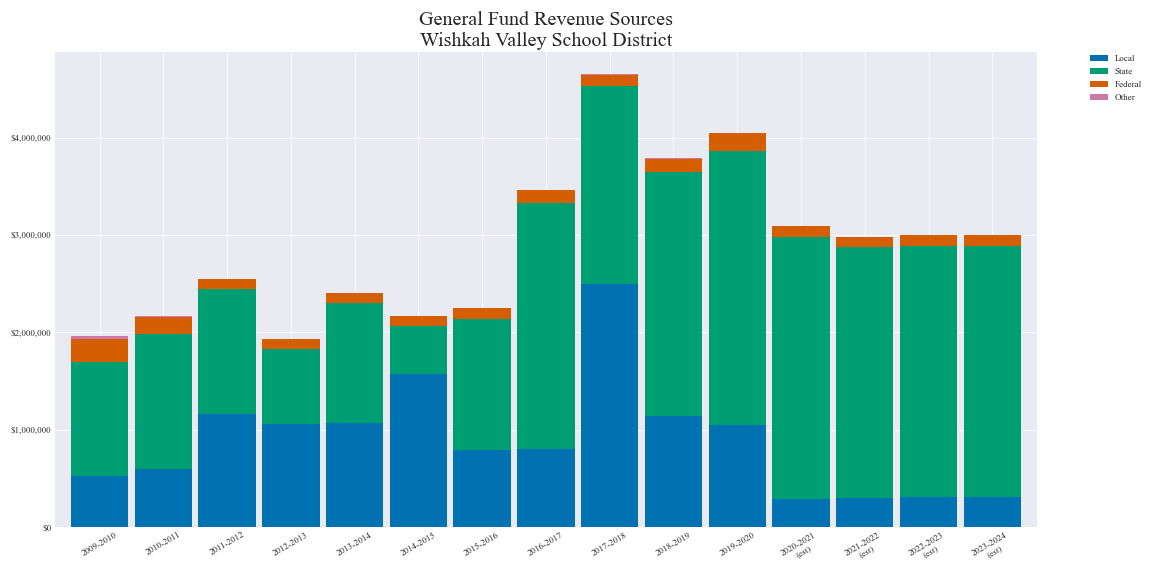 General Fund Revenue Sources
Wishkah Valley School District
Local
State
Federal
Other
$4,000,000
$3,000,000
$2,000,000
$1,000,000
$0
2009-2010
2010-2011
2011-2012
2012-2013
2013-2014
2014-2015
2015-2016
2016-2017
2017-2018
2018-2019
2019-2020
2020-2021
(est)
2021-2022
(est)
2022-2023
(est)
2023-2024
(est)